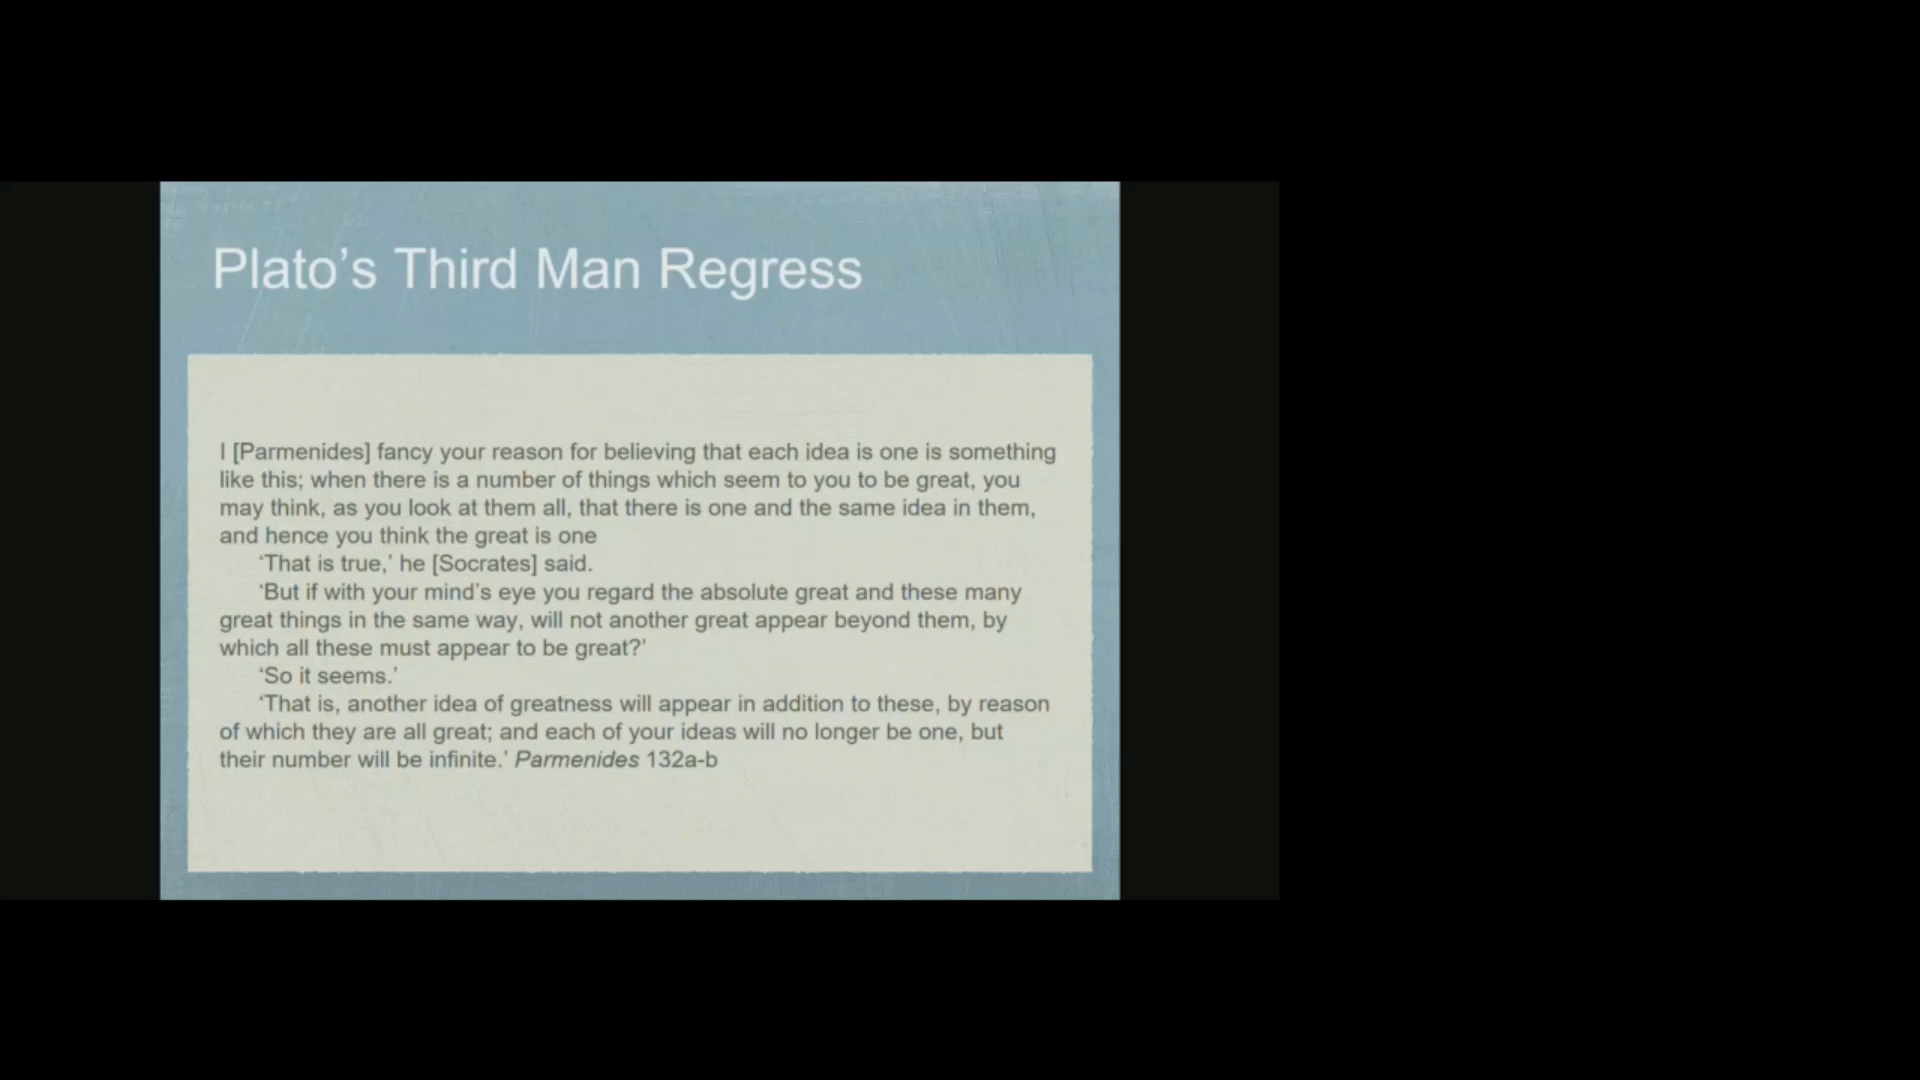 Plato’s Third Man Regress
I [Parmenides] fancy your reason for believing that each idea is one is something
like this; when there is a number of things which seem to you to be great, you
may think, as you look at them all, that there is one and the same idea in them,
and hence you think the great is one
‘That is true,’ he [Socrates] said.
‘But if with your mind’s eye you regard the absolute great and these many
great things in the same way, will not another great appear beyond them, by
which all these must appear to be great?’
‘So it seems.’
‘That is, another idea of greatness will appear in addition to these, by reason
of which they are all great; and each of your ideas will no longer be one, but
their number will be infinite.’ Parmenides 132a-b